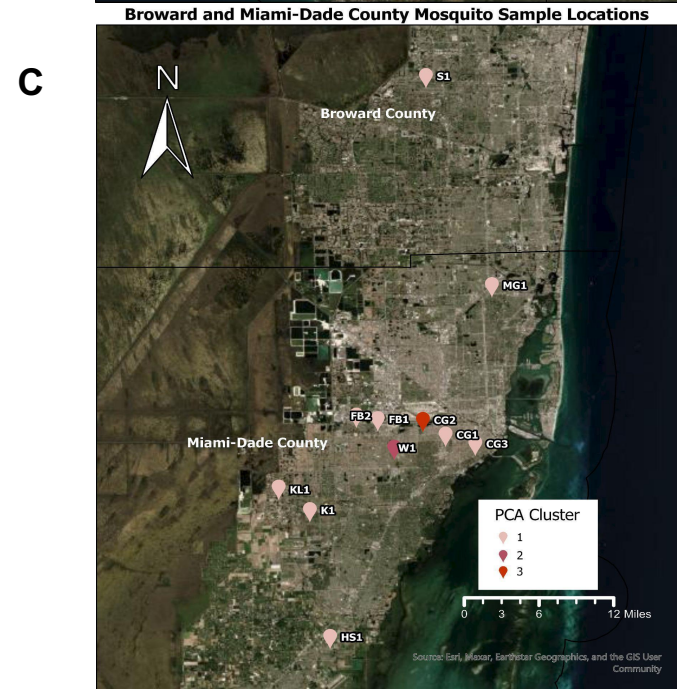 Broward and Miami-Dade County Mosquito Sample Locations
C
N
S1
Broward County
MG1
FB2
FB1
CG2
CG1
CG3
Miami-Dade County
W1
KL1
K1
PCA Cluster
1
2
3
0 3 6 12 Miles
HS1
Source: Esri, Maxar, Earthstar Geographics, and the GIS User
Community